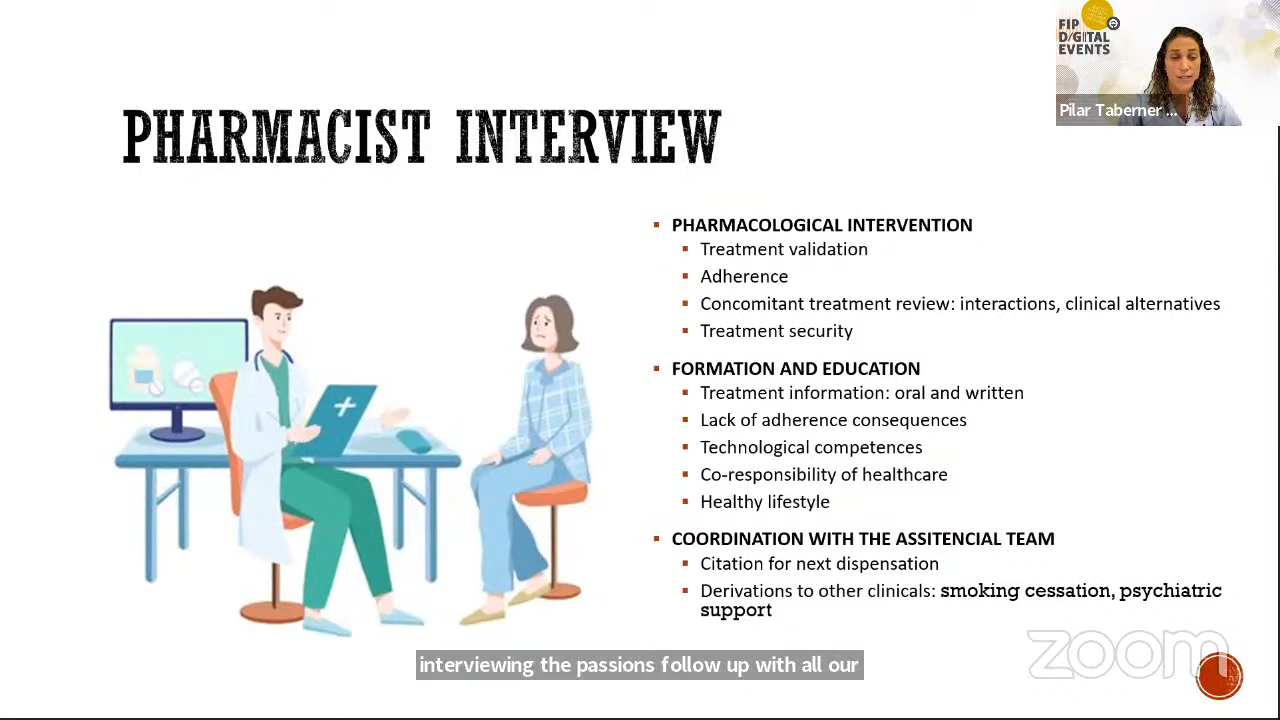 FIP
DIGITAL
EVENTS
Pilar Taberner ...
PHARMACIST INTERVIEW
PHARMACOLOGICAL INTERVENTION
Treatment validation
Adherence
Concomitant treatment review: interactions, clinical alternatives
Treatment security
FORMATION AND EDUCATION
Treatment information: oral and written
Lack of adherence consequences
Technological competences
Co-responsibility of healthcare
Healthy lifestyle
COORDINATION WITH THE ASSITENCIAL TEAM
Citation for next dispensation
Derivations to other clinicals: smoking cessation, psychiatric
support
interviewing the passions follow up with all our
zoom